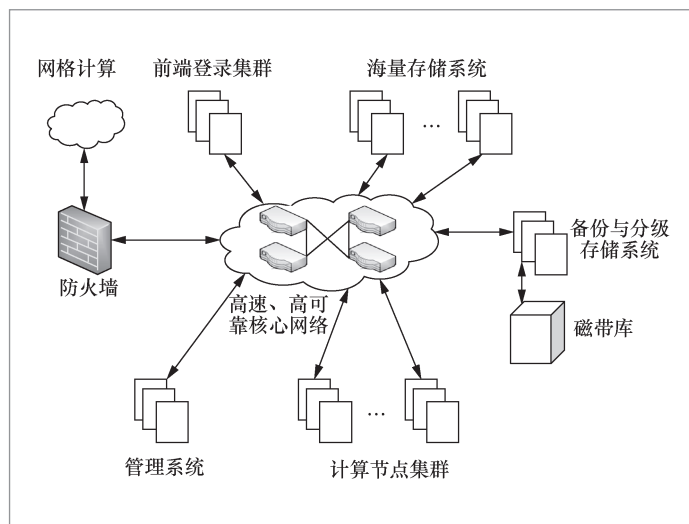 网格计算
前端登录集群
海量存储系统
…
备份与分级
存储系统
防火墙
高速、高可
靠核心网络
磁带库
…
管理系统
计算节点集群